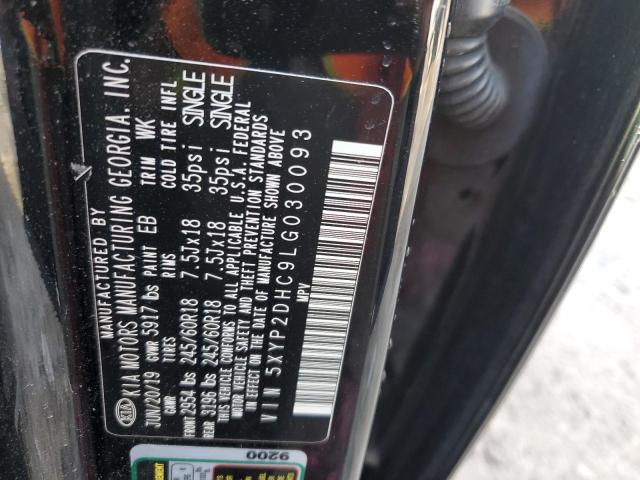 KIA MANUFACTURED BY
KIA MOTORS MANUFACTURING GEORGIA, INC.
JUN/20/19 GVWR 5917 lbs PAINT EB TRIM WK
GAWR TIRES RIMS COLD TIRE INFL
FRONT 2954 lbs 245/60R18 7.5Jx18 35psi SINGLE
REAR 3196 lbs 245/60R18 7.5Jx18 35psi SINGLE
THIS VEHICLE CONFORMS TO ALL APPLICABLE U.S.A. FEDERAL
MOTOR VEHICLE SAFETY AND THEFT PREVENTION STANDARDS
IN EFFECT ON THE DATE OF MANUFACTURE SHOWN ABOVE
VIN 5XYP2DHC9LG030093
MPV
9200